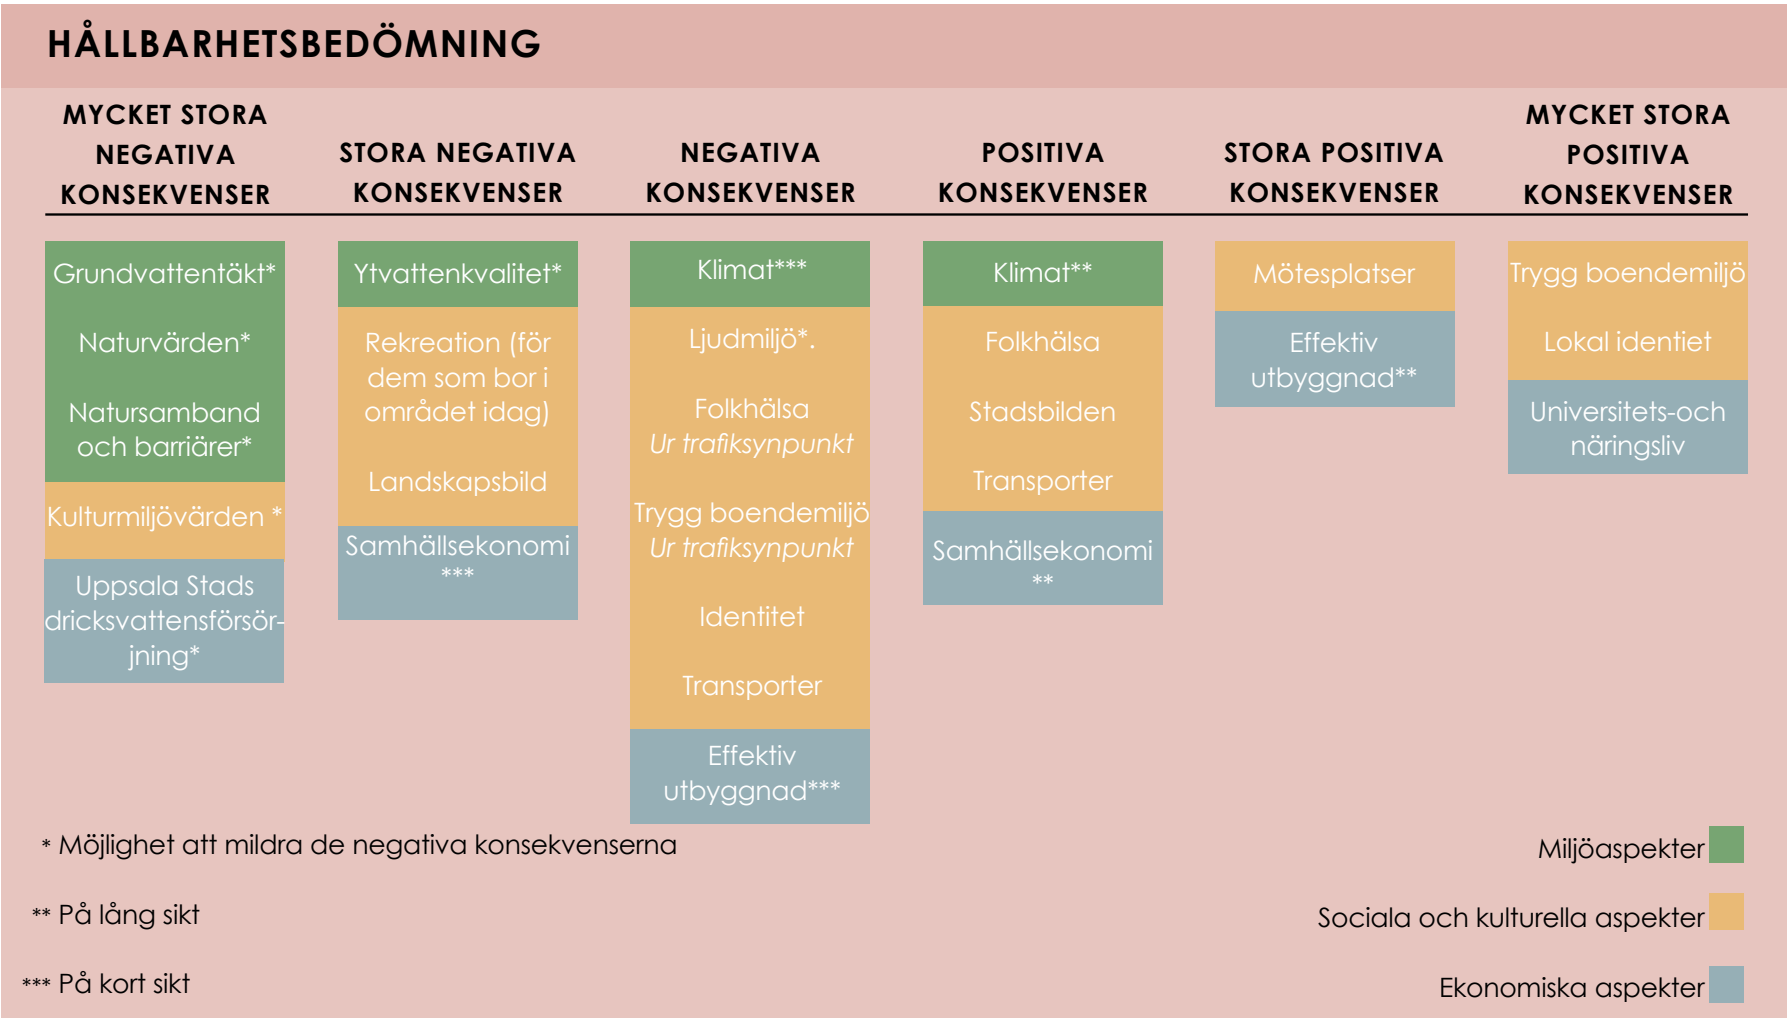 HÅLLBARHETSBEDÖMNING
MYCKET STORA
NEGATIVA
KONSEKVENSER
STORA NEGATIVA
KONSEKVENSER
NEGATIVA
KONSEKVENSER
POSITIVA
KONSEKVENSER
STORA POSITIVA
KONSEKVENSER
MYCKET STORA
POSITIVA
KONSEKVENSER
Grundvattentäkt*
Naturvärden*
Natursamband
och barriärer*
Kulturmiljövärden *
Uppsala Stads
dricksvattensförsör-
jning*
Ytvattenkvalitet*
Rekreation (för
dem som bor i
området idag)
Landskapsbild
Samhällsekonomi
***
Klimat***
Ljudmiljö*.
Folkhälsa
Ur trafiksynpunkt
Trygg boendemiljö
Ur trafiksynpunkt
Identitet
Transporter
Effektiv
utbyggnad***
Klimat**
Folkhälsa
Stadsbilden
Transporter
Samhällsekonomi
**
Mötesplatser
Effektiv
utbyggnad**
Trygg boendemiljö
Lokal identiet
Universitets-och
näringsliv
* Möjlighet att mildra de negativa konsekvenserna
** På lång sikt
*** På kort sikt
Miljöaspekter
Sociala och kulturella aspekter
Ekonomiska aspekter